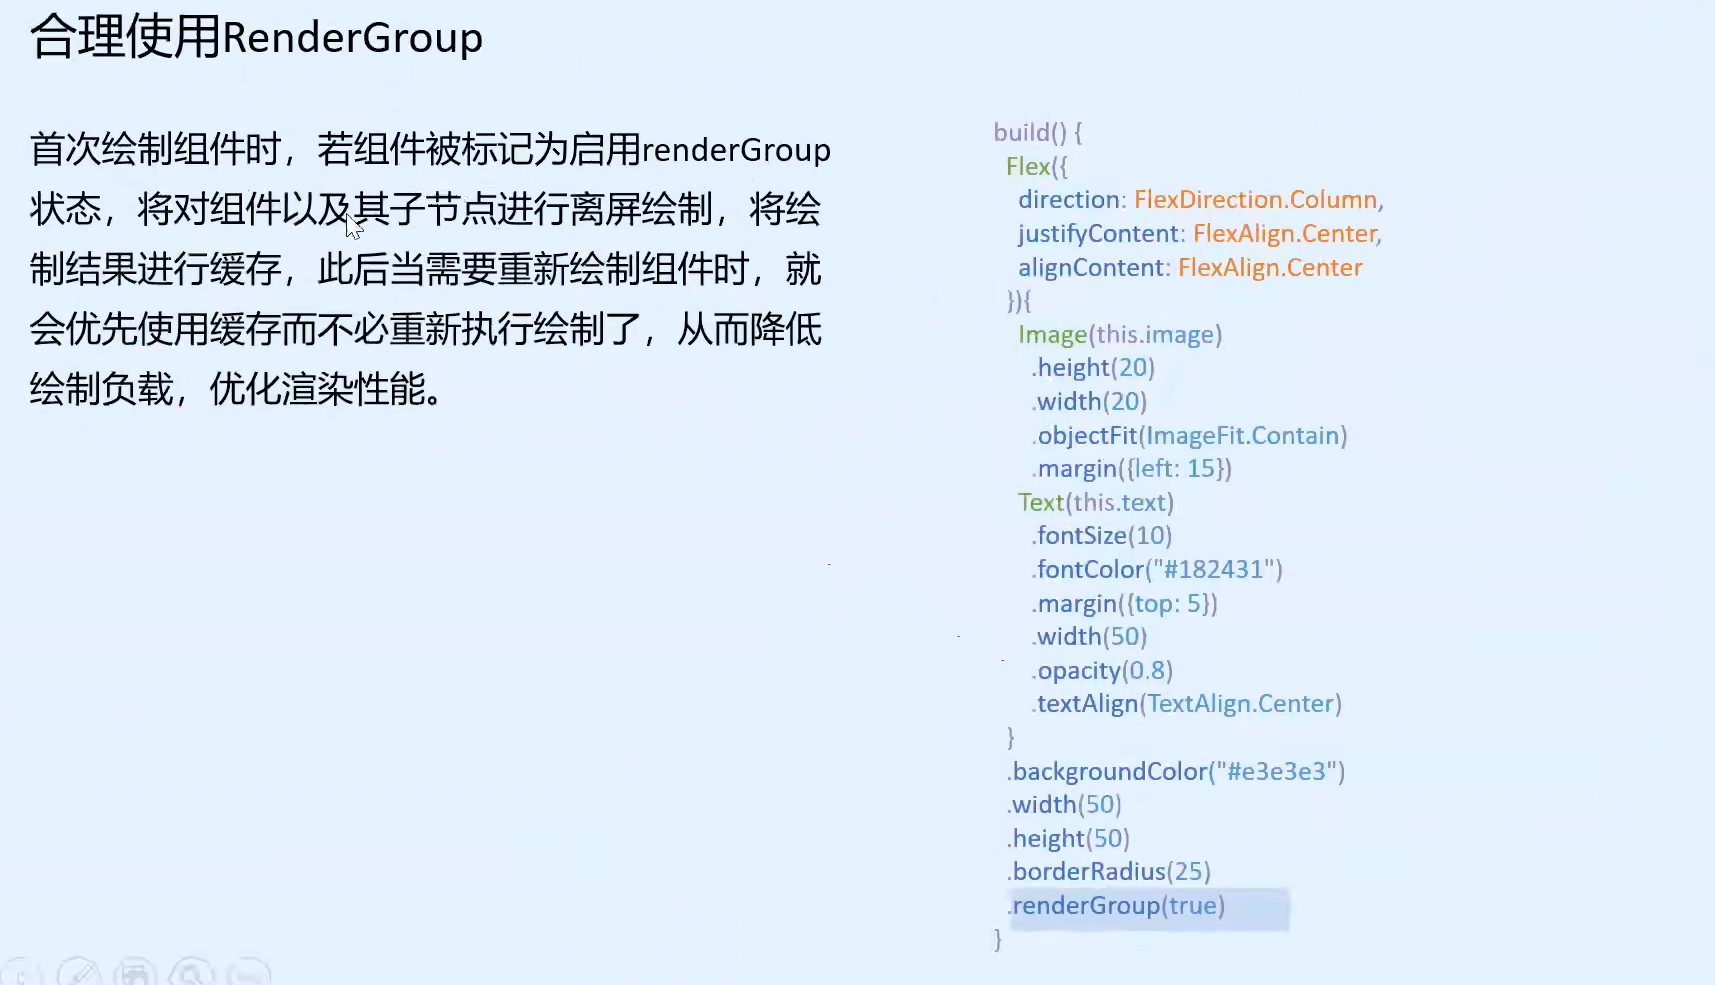 合理使用RenderGroup
首次绘制组件时，若组件被标记为启用renderGroup
状态，将对组件以及其子节点进行离屏绘制，将绘
制结果进行缓存，此后当需要重新绘制组件时，就
会优先使用缓存而不必重新执行绘制了，从而降低
绘制负载，优化渲染性能。
build() {
Flex({
direction: FlexDirection.Column,
justifyContent: FlexAlign.Center,
alignContent: FlexAlign.Center
}){
Image(this.image)
.height(20)
.width(20)
.objectFit(ImageFit.Contain)
.margin({left: 15})
Text(this.text)
.fontSize(10)
.fontColor("#182431")
.margin({top: 5})
.width(50)
.opacity(0.8)
.textAlign(TextAlign.Center)
}
.backgroundColor("#e3e3e3")
.width(50)
.height(50)
.borderRadius(25)
.renderGroup(true)
}